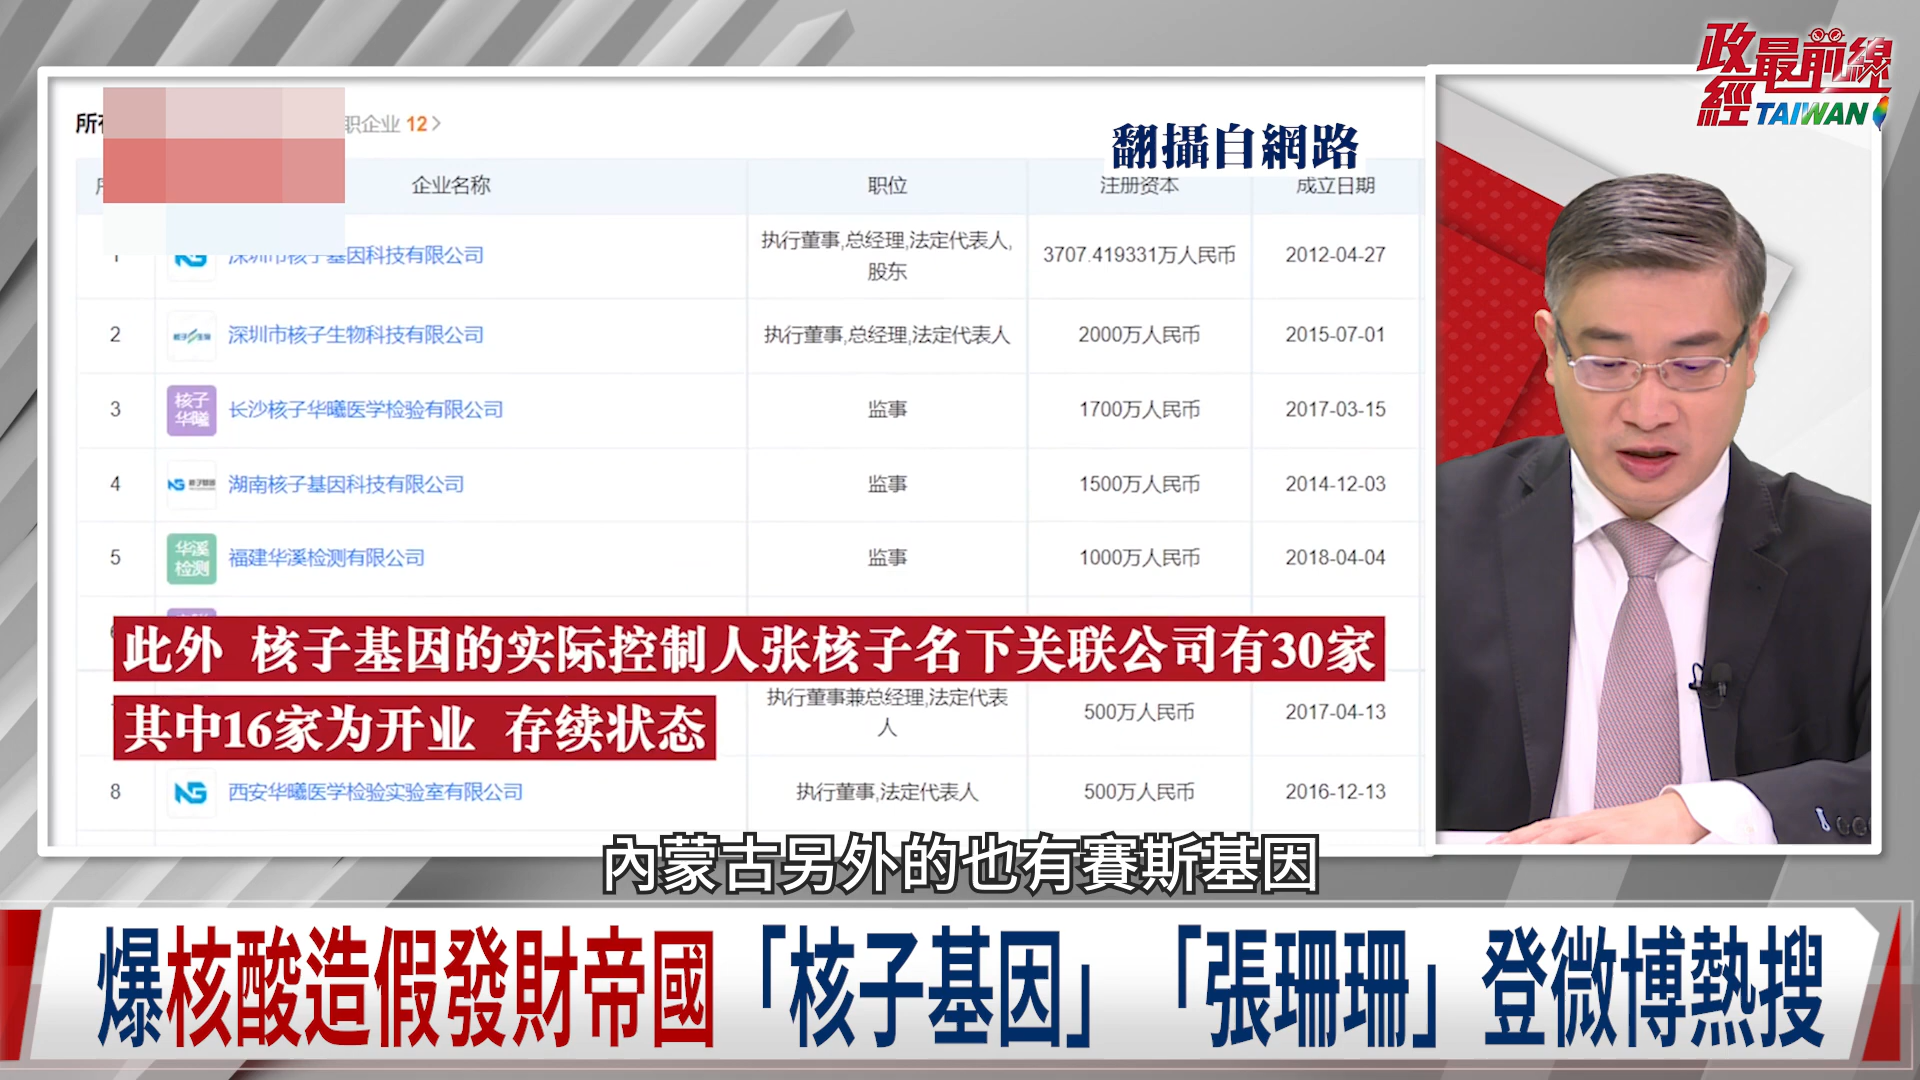 政經最前線
TAIWAN
翻攝自網路
所
职企业 12>
企业名称 职位 注册资本 成立日期
1 深圳市核子基因科技有限公司 执行董事,总经理,法定代表人,股东 3707.419331万人民币 2012-04-27
2 深圳市核子生物科技有限公司 执行董事,总经理,法定代表人 2000万人民币 2015-07-01
3 核子华曦 长沙核子华曦医学检验有限公司 监事 1700万人民币 2017-03-15
4 NG 湖南核子基因科技有限公司 监事 1500万人民币 2014-12-03
5 华溪检测 福建华溪检测有限公司 监事 1000万人民币 2018-04-04
此外 核子基因的实际控制人张核子名下关联公司有30家
其中16家为开业 存续状态
执行董事兼总经理,法定代表人 500万人民币 2017-04-13
8 NG 西安华曦医学检验实验室有限公司 执行董事,法定代表人 500万人民币 2016-12-13
內蒙古另外的也有賽斯基因
爆核酸造假發財帝國「核子基因」「張珊珊」登微博熱搜